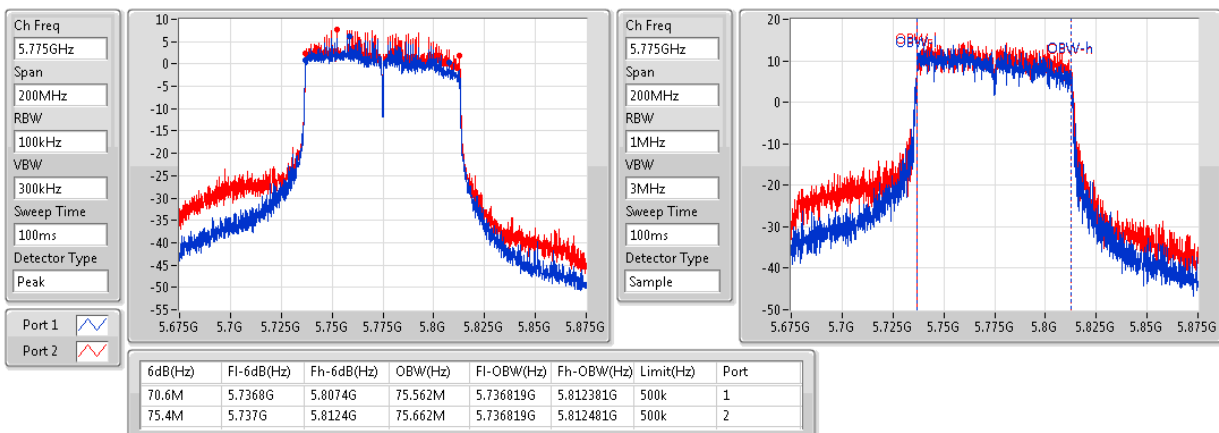 Ch Freq
5.775GHz
Span
200MHz
RBW
100kHz
VBW
300kHz
Sweep Time
100ms
Detector Type
Peak
Port 1
Port 2
10
5
0
-5
-10
-15
-20
-25
-30
-35
-40
-45
-50
-55
5.675G 5.7G 5.725G 5.75G 5.775G 5.8G 5.825G 5.85G 5.875G
Ch Freq
5.775GHz
Span
200MHz
RBW
1MHz
VBW
3MHz
Sweep Time
100ms
Detector Type
Sample
20
10
0
-10
-20
-30
-40
-50
OBW-l
OBW-h
5.675G 5.7G 5.725G 5.75G 5.775G 5.8G 5.825G 5.85G 5.875G
6dB(Hz) Fl-6dB(Hz) Fh-6dB(Hz) OBW(Hz) Fl-OBW(Hz) Fh-OBW(Hz) Limit(Hz) Port
70.6M 5.7368G 5.8074G 75.562M 5.736819G 5.812381G 500k 1
75.4M 5.737G 5.8124G 75.662M 5.736819G 5.812481G 500k 2